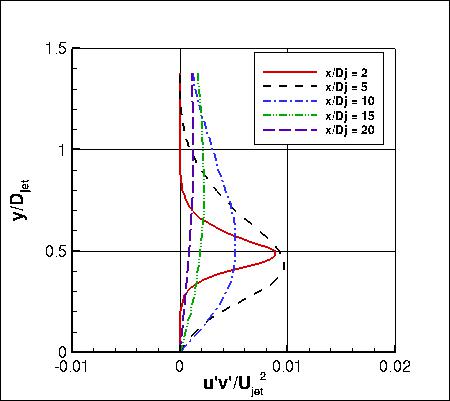 1.5
x/Dj = 2
x/Dj = 5
x/Dj = 10
x/Dj = 15
x/Dj = 20
1
y/Djet
0.5
0
-0.01 0 0.01 0.02
u'v'/Ujet²